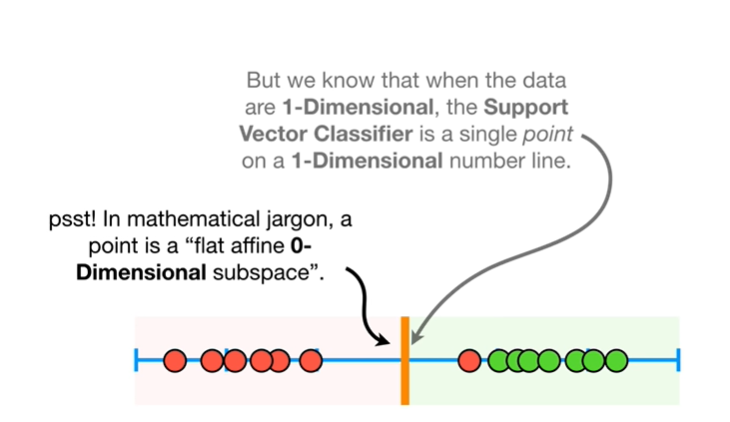 But we know that when the data
are 1-Dimensional, the Support
Vector Classifier is a single point
on a 1-Dimensional number line.
psst! In mathematical jargon, a
point is a “flat affine 0-
Dimensional subspace”.